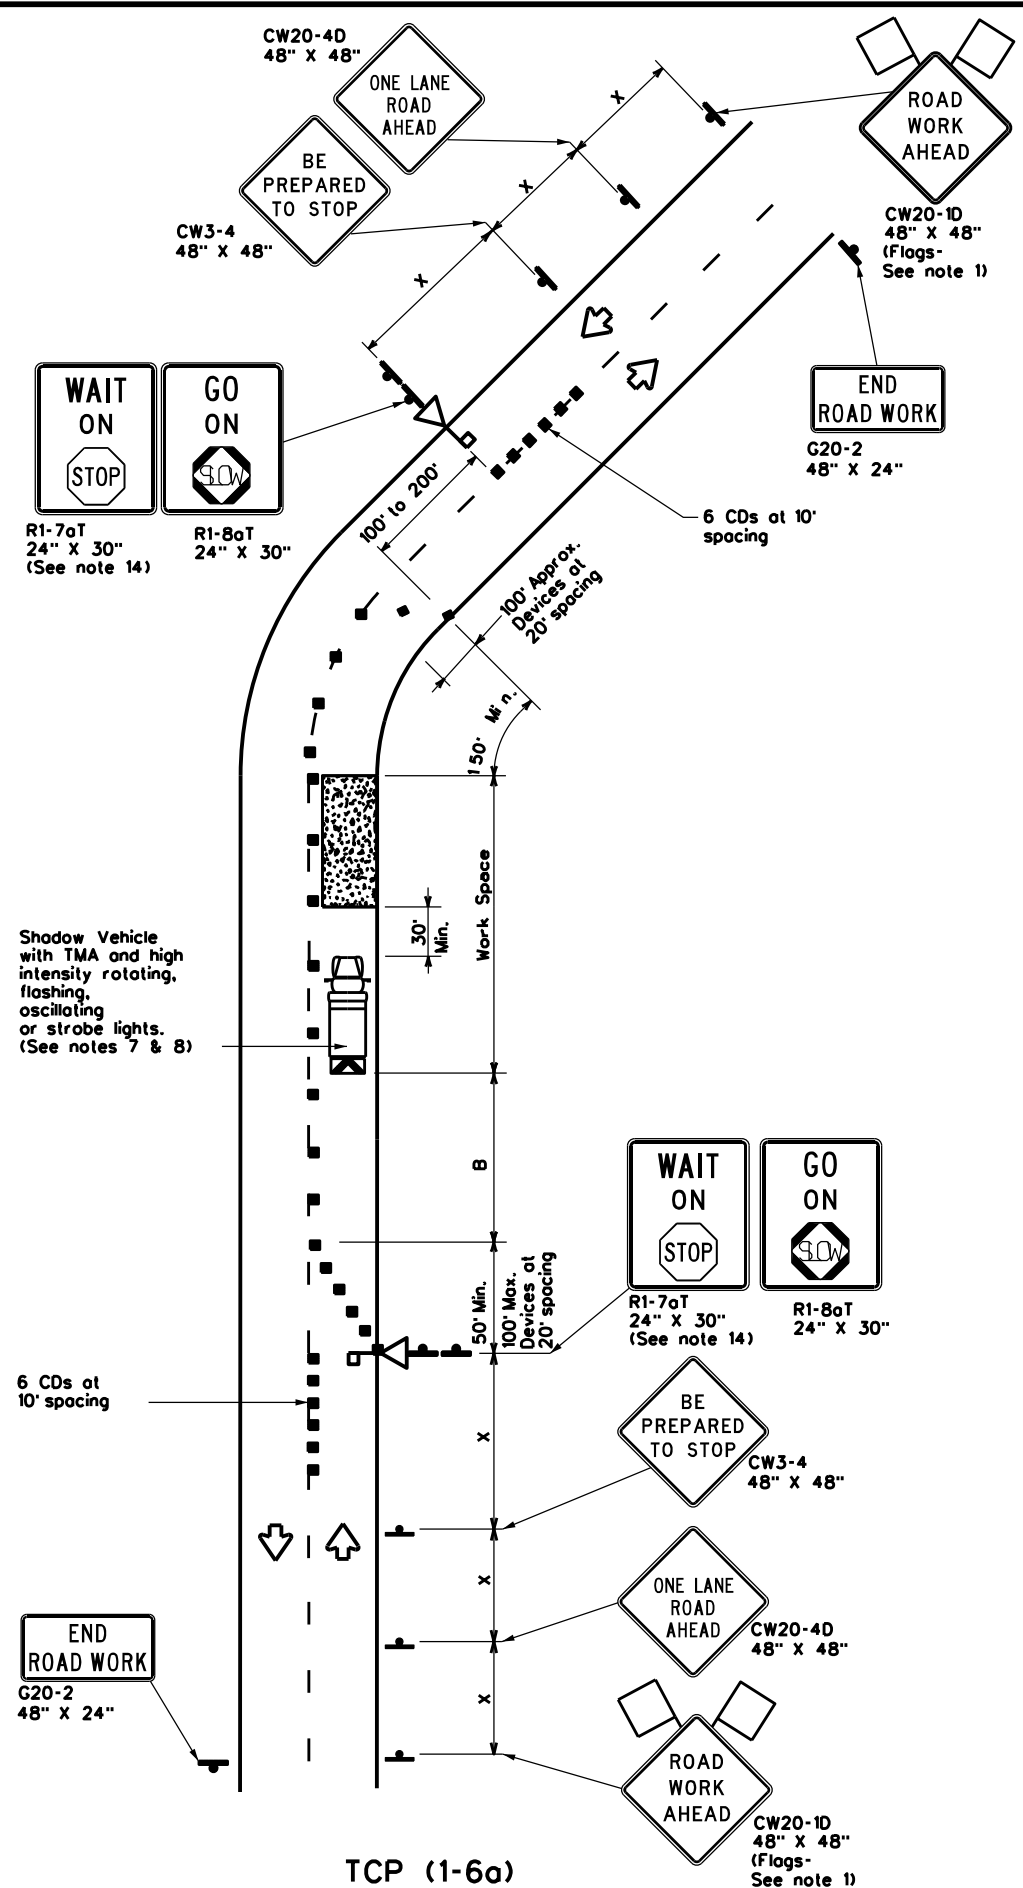 CW20-4D
48" X 48"
ONE LANE
ROAD
AHEAD
BE
PREPARED
TO STOP
CW3-4
48" X 48"
X
X
X
ROAD
WORK
AHEAD
CW20-1D
48" X 48"
(Flags-
See note 1)
WAIT
ON
STOP
GO
ON
SLOW
R1-7aT
24" X 30"
(See note 14)
R1-8aT
24" X 30"
END
ROAD WORK
G20-2
48" X 24"
100' to 200'
6 CDs at 10'
spacing
100' Approx.
Devices at
20' spacing
150' Min.
Work Space
30'
Min.
Shadow Vehicle
with TMA and high
intensity rotating,
flashing,
oscillating
or strobe lights.
(See notes 7 & 8)
B
50' Min.
100' Max.
Devices at
20' spacing
WAIT
ON
STOP
GO
ON
SLOW
R1-7aT
24" X 30"
(See note 14)
R1-8aT
24" X 30"
6 CDs at
10' spacing
X
BE
PREPARED
TO STOP
CW3-4
48" X 48"
X
ONE LANE
ROAD
AHEAD
CW20-4D
48" X 48"
END
ROAD WORK
G20-2
48" X 24"
X
ROAD
WORK
AHEAD
CW20-1D
48" X 48"
(Flags-
See note 1)
TCP (1-6a)